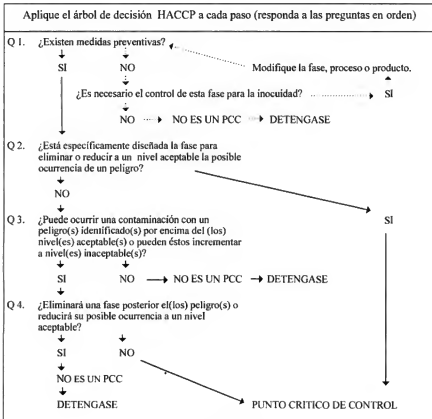 Aplique el árbol de decisión HACCP a cada paso (responda a las preguntas en orden)
Q 1. ¿Existen medidas preventivas?
SI NO Modifique la fase, proceso o producto.
¿Es necesario el control de esta fase para la inocuidad? SÍ
NO NO ES UN PCC DETENGASE
Q 2. ¿Está específicamente diseñada la fase para
eliminar o reducir a un nivel aceptable la posible
ocurrencia de un peligro?
NO
Q 3. ¿Puede ocurrir una contaminación con un SI
peligro(s) identificado(s) por encima del (los)
nivel(es) aceptable(s) o pueden éstos incrementar
a nivel(es) inaceptable(s)?
SI NO NO ES UN PCC DETENGASE
Q 4. ¿Eliminará una fase posterior el(los) peligro(s) o
reducirá su posible ocurrencia a un nivel
aceptable?
SI NO
NO ES UN PCC
DETENGASE PUNTO CRITICO DE CONTROL